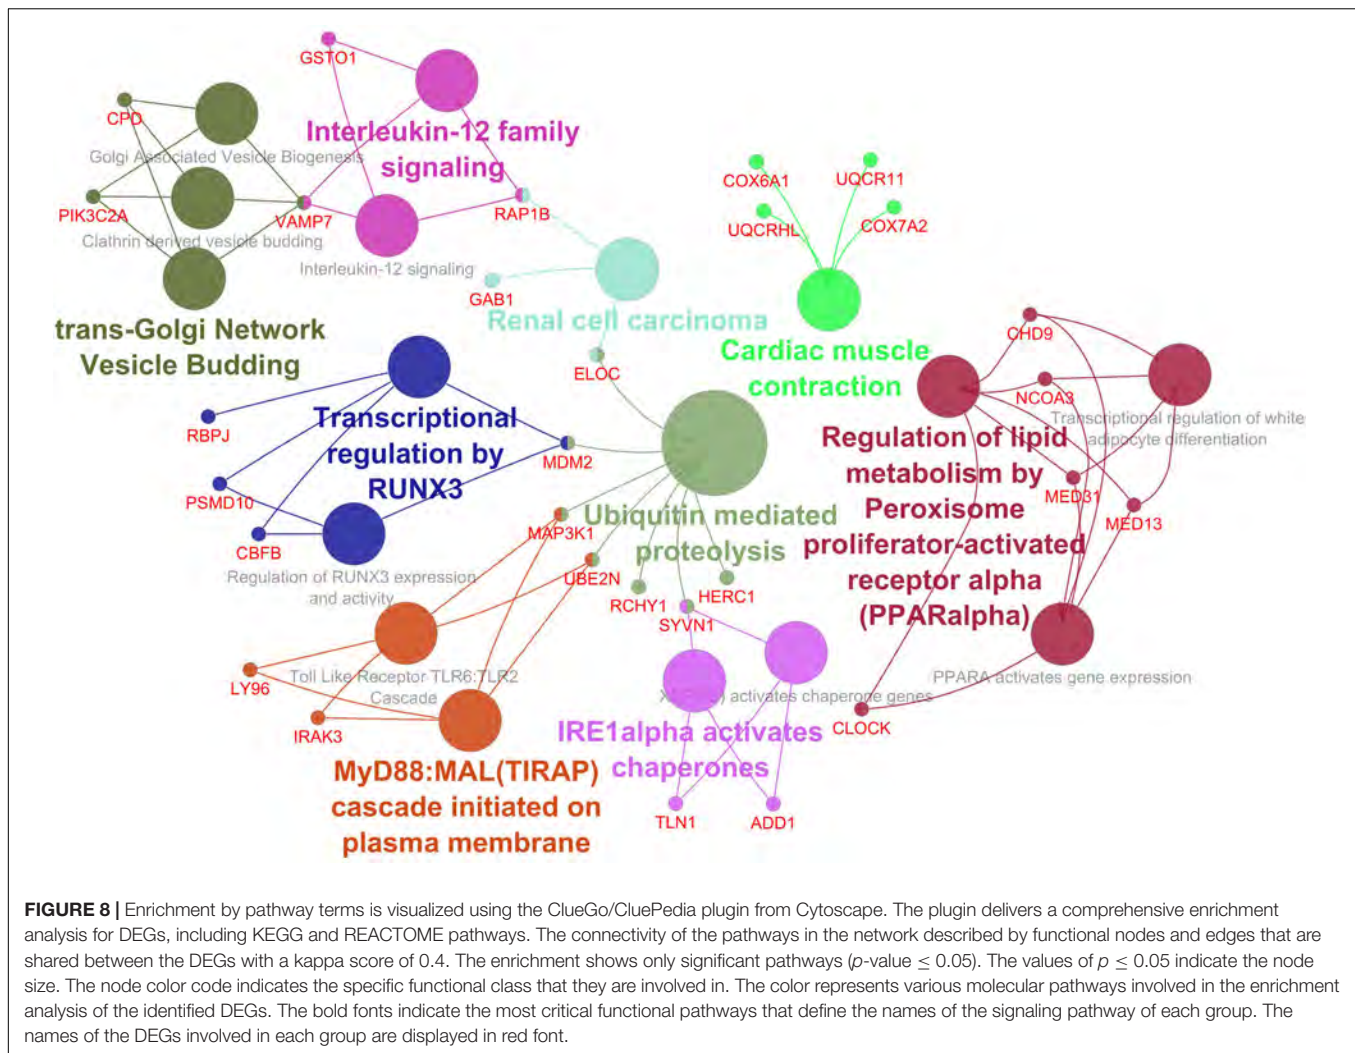 GSTO1
CPD
Interleukin-12 family
signaling
Golgi Associated Vesicle Biogenesis
COX6A1
UQCR11
PIK3C2A
VAMP7
RAP1B
UQCRHL
COX7A2
Clathrin derived vesicle budding
Interleukin-12 signaling
GAB1
trans-Golgi Network
Vesicle Budding
Renal cell carcinoma
CHD9
Cardiac muscle
contraction
ELOC
NCOA3
Transcriptional regulation of white
adipocyte differentiation
RBPJ
Transcriptional
regulation by
RUNX3
MDM2
Regulation of lipid
metabolism by
Peroxisome
proliferator-activated
receptor alpha
(PPARalpha)
MED31
MED13
PSMD10
CBFB
MAP3K1
Ubiquitin mediated
proteolysis
Regulation of RUNX3 expression
and activity
UBE2N
RCHY1
HERC1
SYVN1
LY96
Toll Like Receptor TLR6:TLR2
Cascade
activates chaperone genes
PPARA activates gene expression
IRAK3
IRE1alpha activates
chaperones
CLOCK
MyD88:MAL(TIRAP)
cascade initiated on
plasma membrane
TLN1
ADD1
FIGURE 8 | Enrichment by pathway terms is visualized using the ClueGo/CluePedia plugin from Cytoscape. The plugin delivers a comprehensive enrichment
analysis for DEGs, including KEGG and REACTOME pathways. The connectivity of the pathways in the network described by functional nodes and edges that are
shared between the DEGs with a kappa score of 0.4. The enrichment shows only significant pathways (p-value ≤ 0.05). The values of p ≤ 0.05 indicate the node
size. The node color code indicates the specific functional class that they are involved in. The color represents various molecular pathways involved in the enrichment
analysis of the identified DEGs. The bold fonts indicate the most critical functional pathways that define the names of the signaling pathway of each group. The
names of the DEGs involved in each group are displayed in red font.